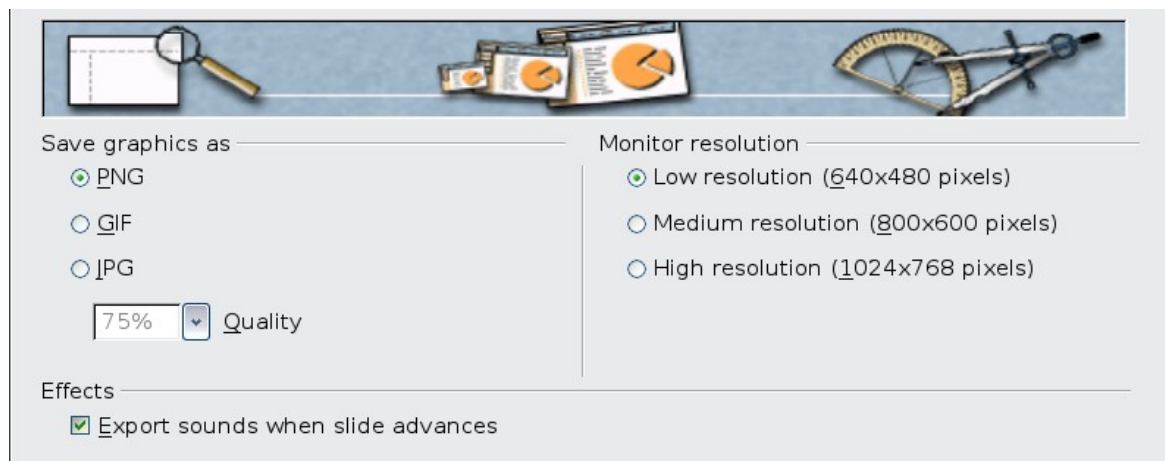 Save graphics as
PNG
GIF
JPG
75% Quality
Monitor resolution
Low resolution (640x480 pixels)
Medium resolution (800x600 pixels)
High resolution (1024x768 pixels)
Effects
Export sounds when slide advances